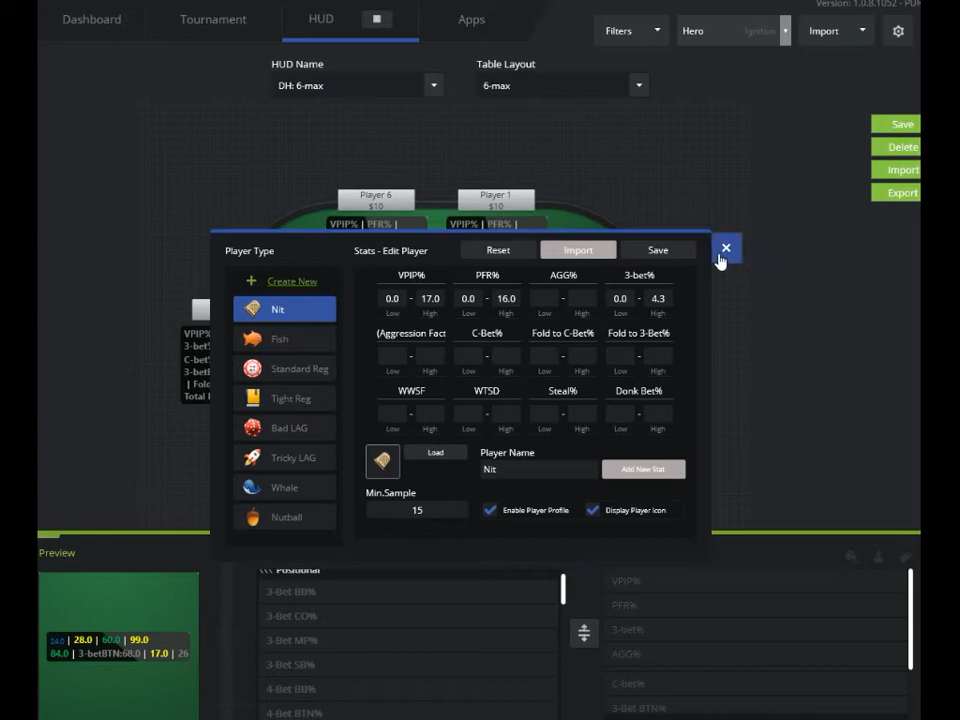 Version: 1.0.8.1052 - 
Dashboard
Tournament
HUD
Apps
Filters
Hero
Ignition
Import
HUD Name
Table Layout
DH: 6-max
6-max
Save
Delete
Import
Export
Player 6
$10
Player 1
$10
VPIP% | PFR% |
VPIP% | PFR% |
Player Type
Stats - Edit Player
Reset
Import
Save
Create New
Nit
Fish
Standard Reg
Tight Reg
Bad LAG
Tricky LAG
Whale
Nutball
VPIP%
PFR%
AGG%
3-bet%
0.0 - 17.0
0.0 - 16.0
-
0.0 - 4.3
Low High
Low High
Low High
Low High
(Aggression Fact
C-Bet%
Fold to C-Bet%
Fold to 3-Bet%
-
-
-
-
Low High
Low High
Low High
Low High
WWSF
WTSD
Steal%
Donk Bet%
-
-
-
-
Low High
Low High
Low High
Low High
Load
Player Name
Nit
Add New Stat
Min.Sample
15
Enable Player Profile
Display Player Icon
VPIP%
3-bet%
C-bet%
3-bet
| Fold
Total
Preview
24.0 | 28.0 | 60.0 | 99.0
84.0 | 3-betBTN:68.0 | 17.0 | 26
Positional
3-Bet BB%
3-Bet CO%
3-Bet MP%
3-Bet SB%
4-Bet BB%
4-Bet BTN%
VPIP%
PFR%
3-bet%
AGG%
C-bet%
3-Bet BTN%